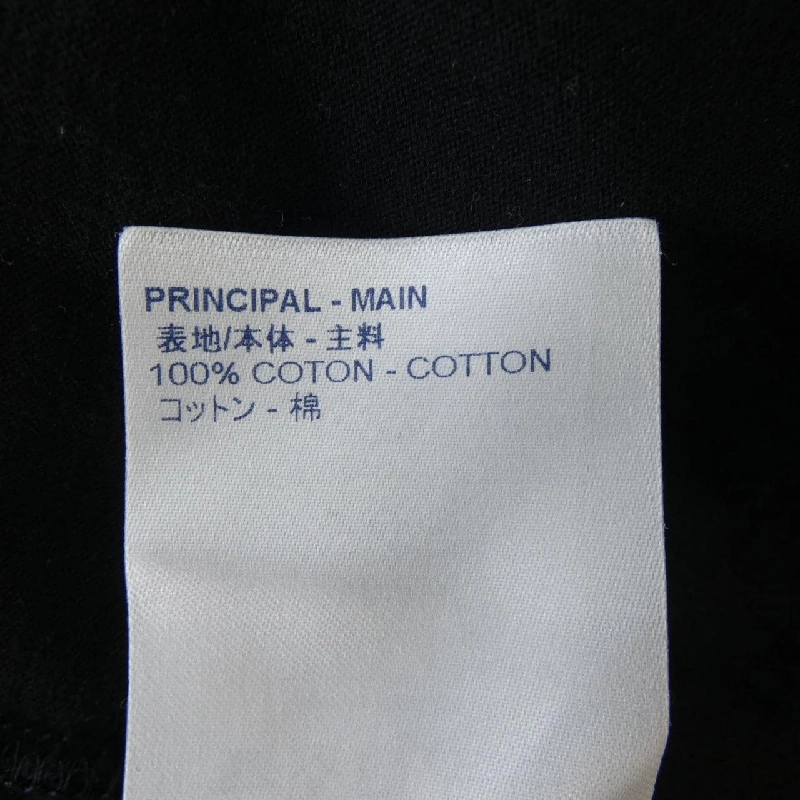 PRINCIPAL - MAIN
表地/本体 - 主料
100% COTON - COTTON
コットン - 棉